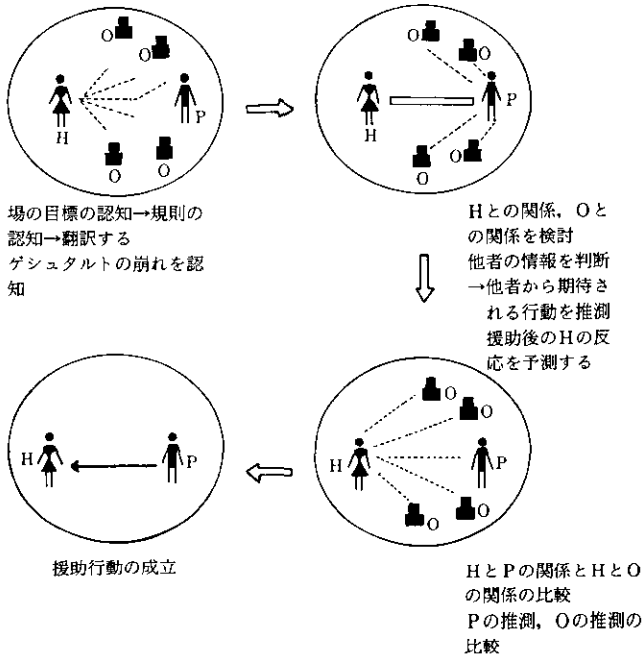 O
O
H
P
O
O
場の目標の認知→規則の
認知→翻訳する
ゲシュタルトの崩れを認
知
O
O
H
P
O
O
Hとの関係,Oと
の関係を検討
他者の情報を判断
→他者から期待さ
れる行動を推測
援助後のHの反
応を予測する
O
O
H
P
O
O
HとPの関係とHとO
の関係の比較
Pの推測,Oの推測の
比較
H
P
援助行動の成立